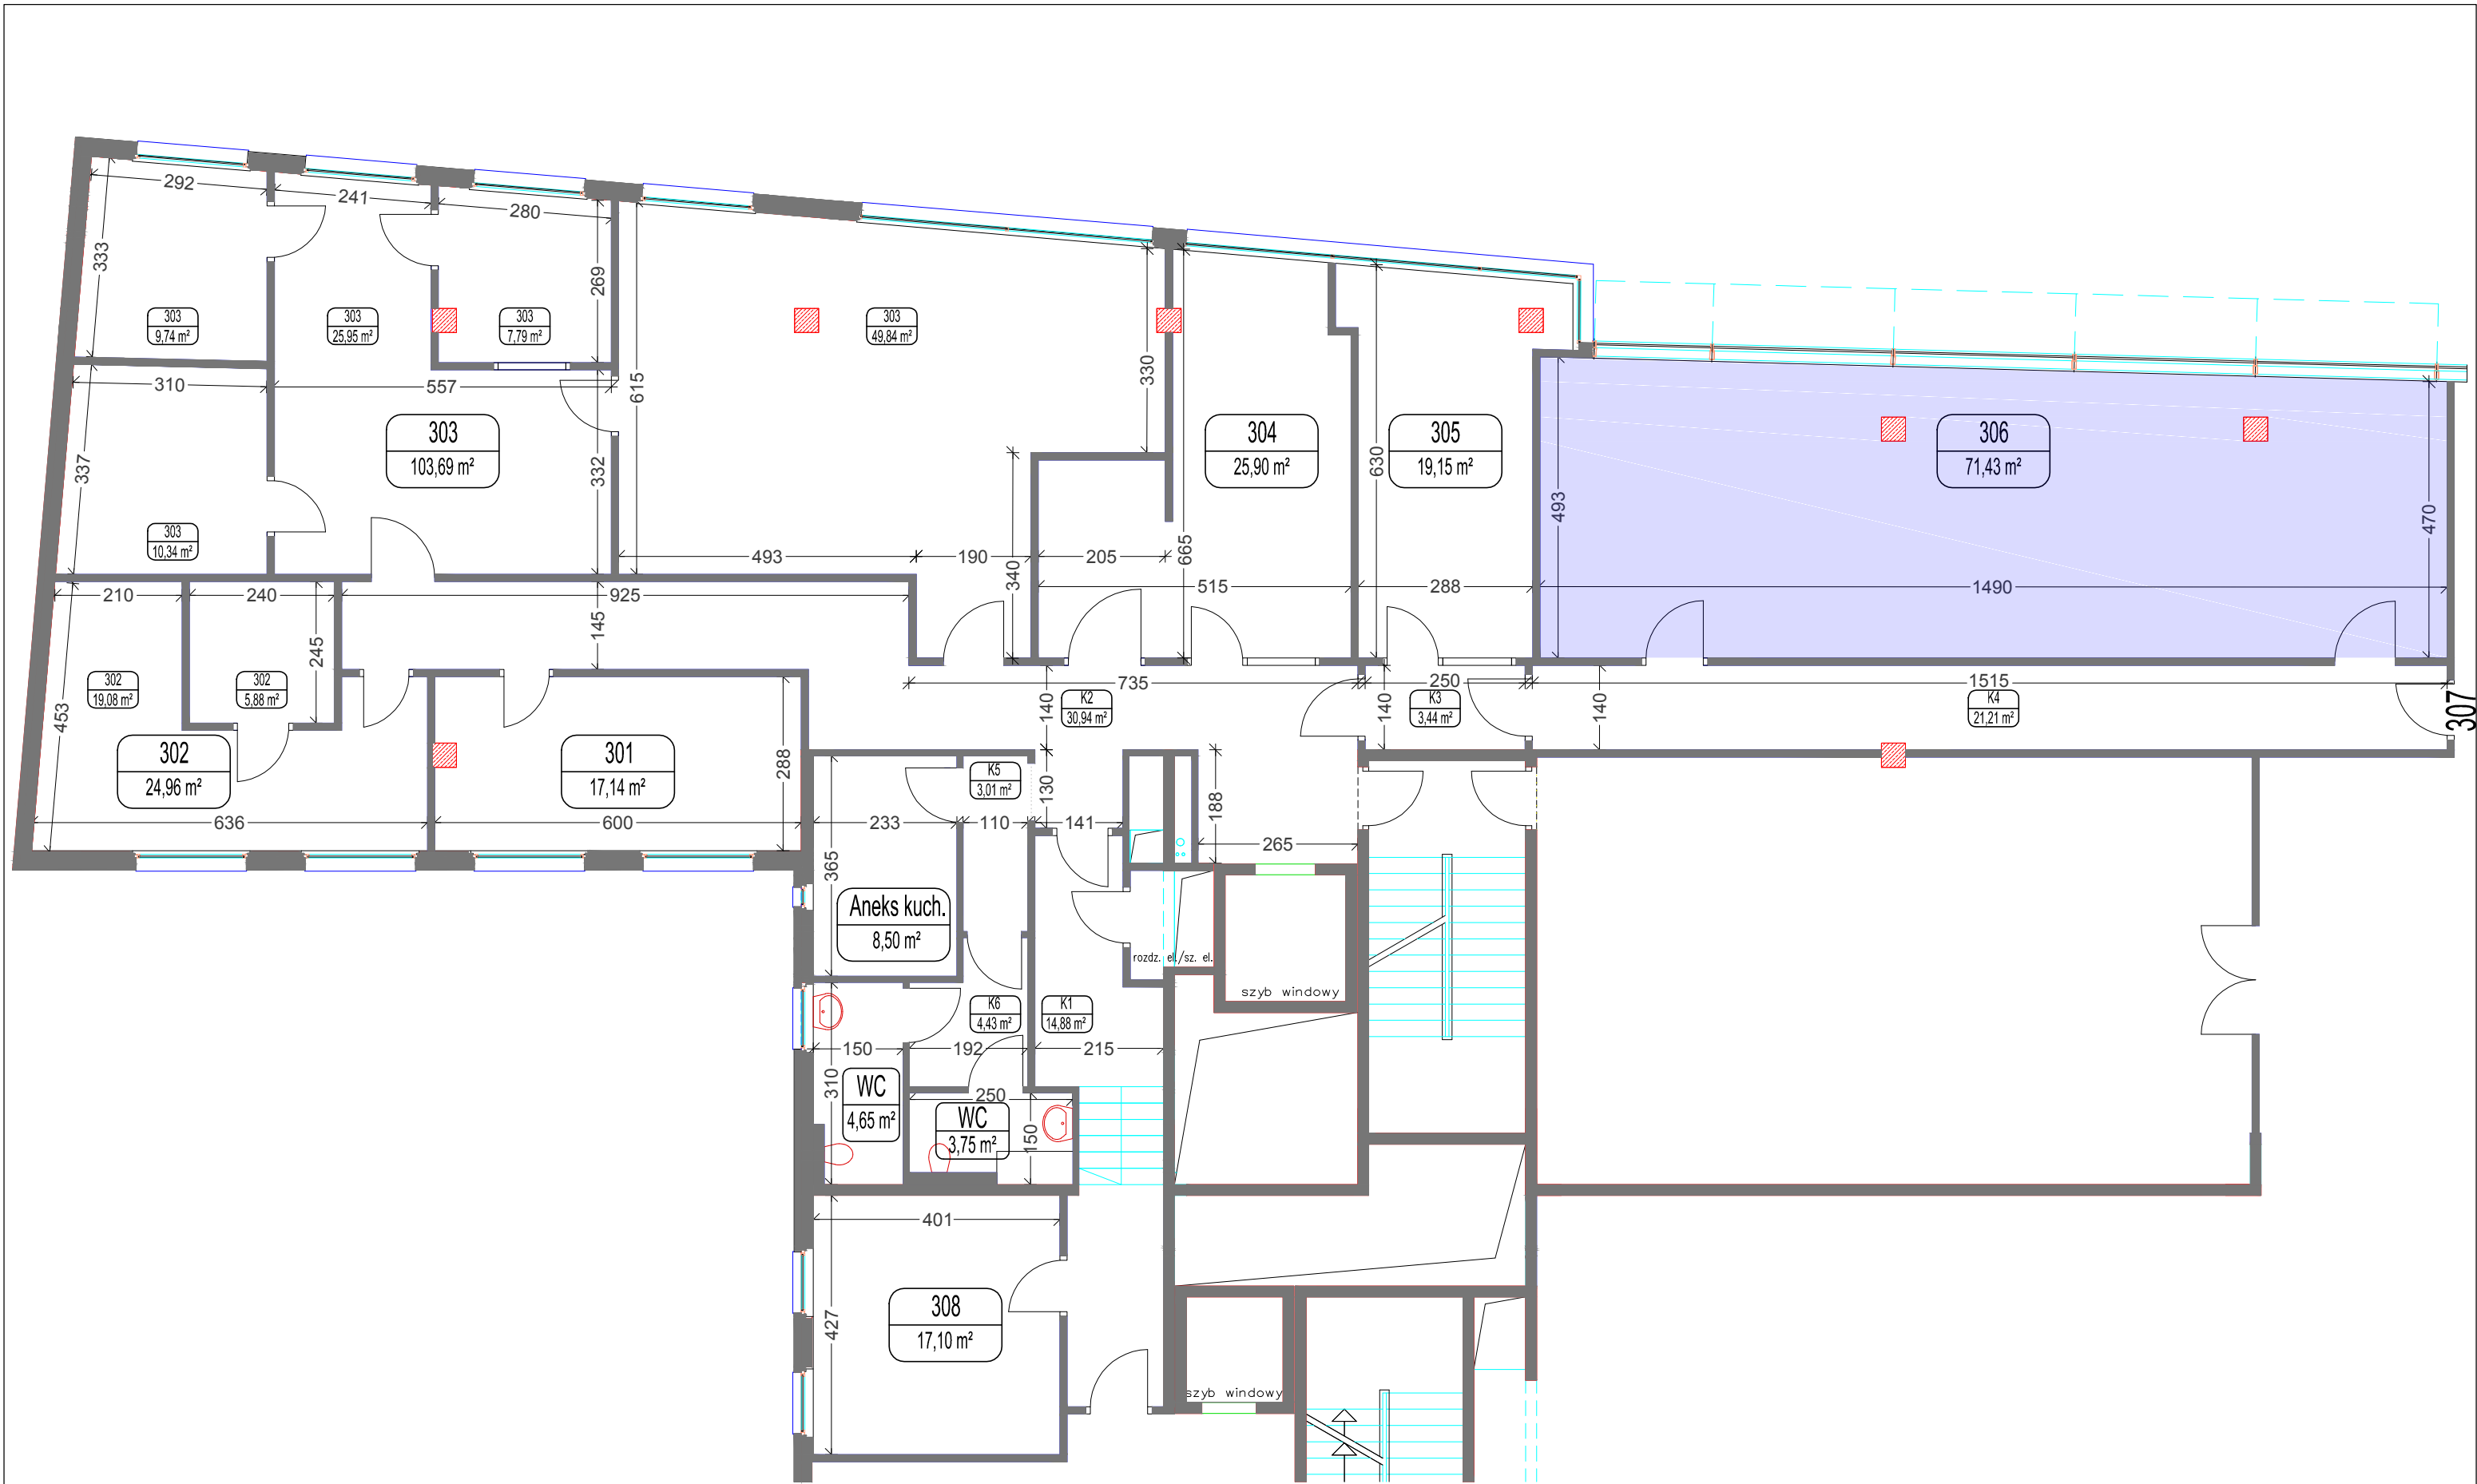 292
241
280
333
269
303
9,74 m²
303
25,95 m²
303
7,79 m²
303
49,84 m²
615
330
310
557
337
332
303
103,69 m²
304
25,90 m²
630
305
19,15 m²
306
71,43 m²
493
470
303
10,34 m²
493
190
205
665
340
515
288
1490
210
240
925
145
245
302
19,08 m²
302
5,88 m²
453
735
K2
30,94 m²
140
250
K3
3,44 m²
140
1515
K4
21,21 m²
140
307
302
24,96 m²
301
17,14 m²
288
K5
3,01 m²
130
188
636
600
233
110
141
265
365
Aneks kuch.
8,50 m²
rozdz. el./sz. el.
szyb windowy
K6
4,43 m²
K1
14,88 m²
150
192
215
310
WC
4,65 m²
250
WC
3,75 m²
150
401
308
17,10 m²
427
szyb windowy